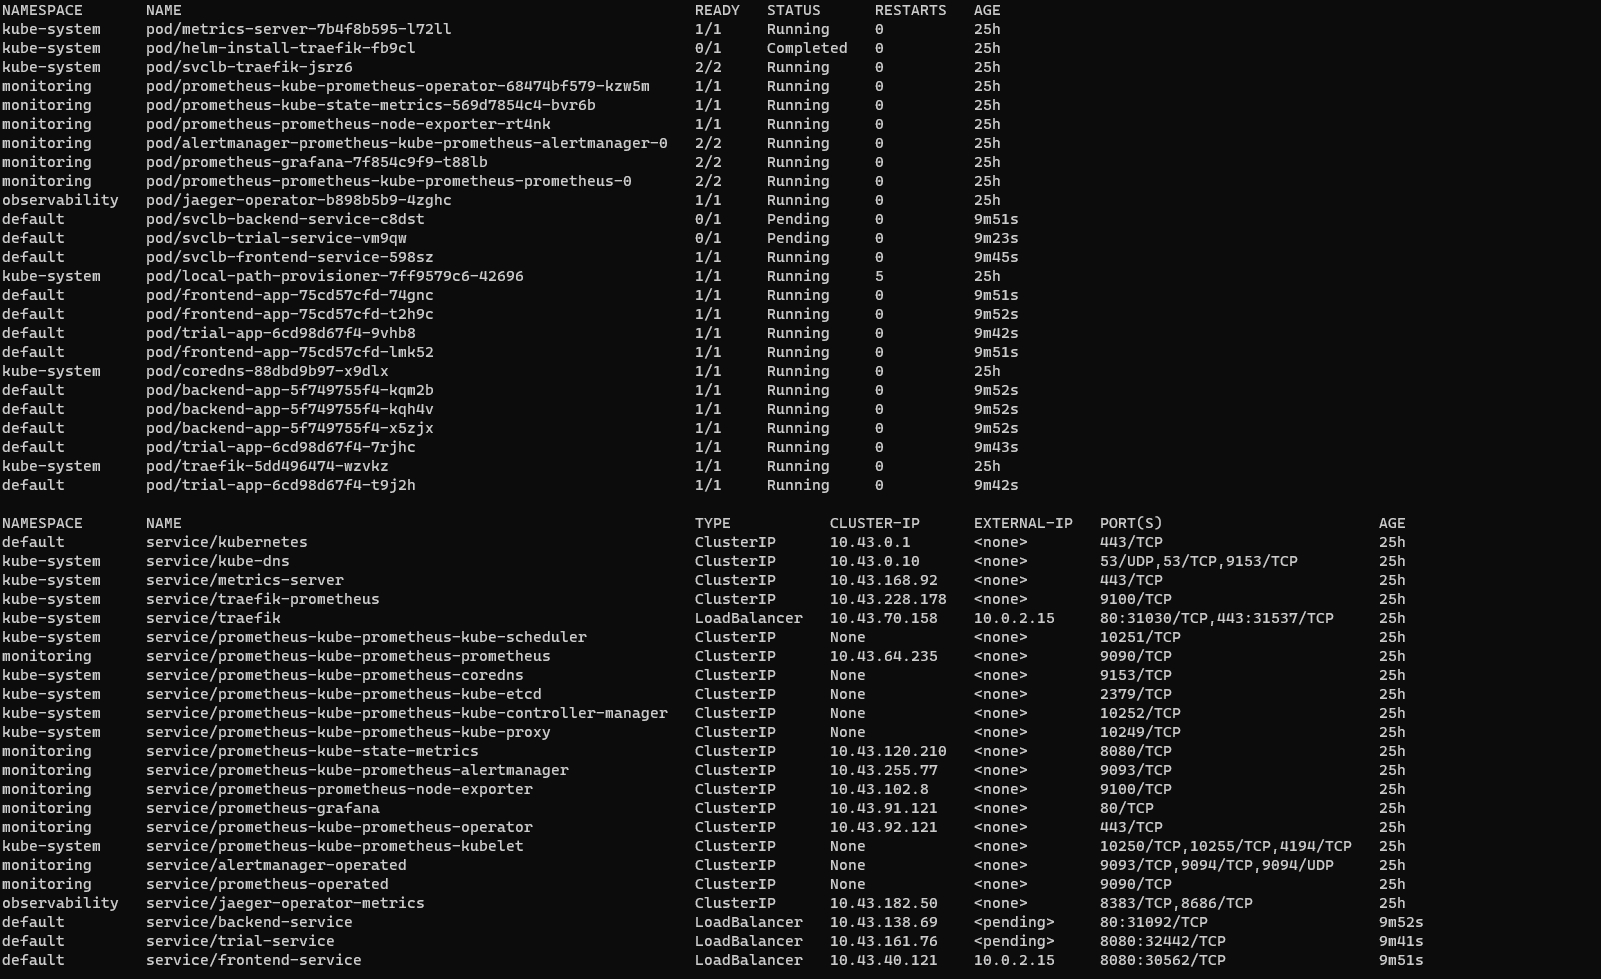 NAMESPACE NAME READY STATUS RESTARTS AGE
kube-system pod/metrics-server-7b4f8b595-l72ll 1/1 Running 0 25h
kube-system pod/helm-install-traefik-fb9cl 0/1 Completed 0 25h
kube-system pod/svclb-traefik-jsrz6 2/2 Running 0 25h
monitoring pod/prometheus-kube-prometheus-operator-68474bf579-kzw5m 1/1 Running 0 25h
monitoring pod/prometheus-kube-state-metrics-569d7854c4-bvr6b 1/1 Running 0 25h
monitoring pod/prometheus-prometheus-node-exporter-rt4nk 1/1 Running 0 25h
monitoring pod/alertmanager-prometheus-kube-prometheus-alertmanager-0 2/2 Running 0 25h
monitoring pod/prometheus-grafana-7f854c9f9-t88lb 2/2 Running 0 25h
monitoring pod/prometheus-prometheus-kube-prometheus-prometheus-0 2/2 Running 0 25h
observability pod/jaeger-operator-b898b5b9-4zghc 1/1 Running 0 25h
default pod/svclb-backend-service-c8dst 0/1 Pending 0 9m51s
default pod/svclb-trial-service-vm9qw 0/1 Pending 0 9m23s
default pod/svclb-frontend-service-598sz 1/1 Running 0 9m45s
kube-system pod/local-path-provisioner-7ff9579c6-42696 1/1 Running 5 25h
default pod/frontend-app-75cd57cfd-74gnc 1/1 Running 0 9m51s
default pod/frontend-app-75cd57cfd-t2h9c 1/1 Running 0 9m52s
default pod/trial-app-6cd98d67f4-9vhb8 1/1 Running 0 9m42s
default pod/frontend-app-75cd57cfd-lmk52 1/1 Running 0 9m51s
kube-system pod/coredns-88dbd9b97-x9dlx 1/1 Running 0 25h
default pod/backend-app-5f749755f4-kqm2b 1/1 Running 0 9m52s
default pod/backend-app-5f749755f4-kqh4v 1/1 Running 0 9m52s
default pod/backend-app-5f749755f4-x5zjx 1/1 Running 0 9m52s
default pod/trial-app-6cd98d67f4-7rjhc 1/1 Running 0 9m43s
kube-system pod/traefik-5dd496474-wzvkz 1/1 Running 0 25h
default pod/trial-app-6cd98d67f4-t9j2h 1/1 Running 0 9m42s
NAMESPACE NAME TYPE CLUSTER-IP EXTERNAL-IP PORT(S) AGE
default service/kubernetes ClusterIP 10.43.0.1 <none> 443/TCP 25h
kube-system service/kube-dns ClusterIP 10.43.0.10 <none> 53/UDP,53/TCP,9153/TCP 25h
kube-system service/metrics-server ClusterIP 10.43.168.92 <none> 443/TCP 25h
kube-system service/traefik-prometheus ClusterIP 10.43.228.178 <none> 9100/TCP 25h
kube-system service/traefik LoadBalancer 10.43.70.158 10.0.2.15 80:31030/TCP,443:31537/TCP 25h
kube-system service/prometheus-kube-prometheus-kube-scheduler ClusterIP None <none> 10251/TCP 25h
monitoring service/prometheus-kube-prometheus-prometheus ClusterIP 10.43.64.235 <none> 9090/TCP 25h
kube-system service/prometheus-kube-prometheus-coredns ClusterIP None <none> 9153/TCP 25h
kube-system service/prometheus-kube-prometheus-kube-etcd ClusterIP None <none> 2379/TCP 25h
kube-system service/prometheus-kube-prometheus-kube-controller-manager ClusterIP None <none> 10252/TCP 25h
kube-system service/prometheus-kube-prometheus-kube-proxy ClusterIP None <none> 10249/TCP 25h
monitoring service/prometheus-kube-state-metrics ClusterIP 10.43.120.210 <none> 8080/TCP 25h
monitoring service/prometheus-kube-prometheus-alertmanager ClusterIP 10.43.255.77 <none> 9093/TCP 25h
monitoring service/prometheus-prometheus-node-exporter ClusterIP 10.43.102.8 <none> 9100/TCP 25h
monitoring service/prometheus-grafana ClusterIP 10.43.91.121 <none> 80/TCP 25h
monitoring service/prometheus-kube-prometheus-operator ClusterIP 10.43.92.121 <none> 443/TCP 25h
kube-system service/prometheus-kube-prometheus-kubelet ClusterIP None <none> 10250/TCP,10255/TCP,4194/TCP 25h
monitoring service/alertmanager-operated ClusterIP None <none> 9093/TCP,9094/TCP,9094/UDP 25h
monitoring service/prometheus-operated ClusterIP None <none> 9090/TCP 25h
observability service/jaeger-operator-metrics ClusterIP 10.43.182.50 <none> 8383/TCP,8686/TCP 25h
default service/backend-service LoadBalancer 10.43.138.69 <pending> 80:31092/TCP 9m52s
default service/trial-service LoadBalancer 10.43.161.76 <pending> 8080:32442/TCP 9m41s
default service/frontend-service LoadBalancer 10.43.40.121 10.0.2.15 8080:30562/TCP 9m51s